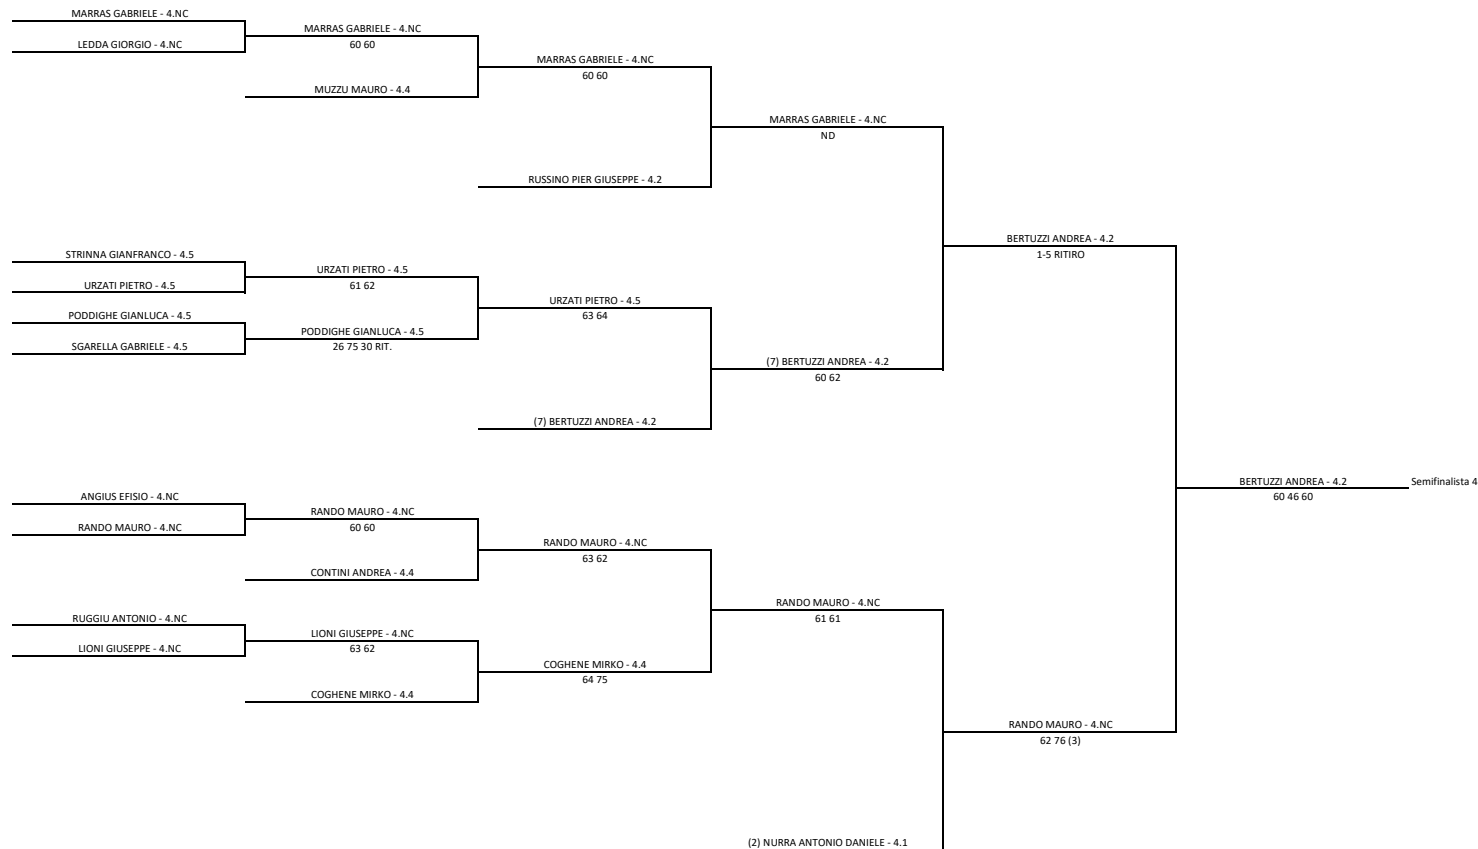 MARRAS GABRIELE - 4.NC
MARRAS GABRIELE - 4.NC
LEDDA GIORGIO - 4.NC
60 60
MARRAS GABRIELE - 4.NC
60 60
MUZZU MAURO - 4.4
MARRAS GABRIELE - 4.NC
ND
RUSSINO PIER GIUSEPPE - 4.2
BERTUZZI ANDREA - 4.2
1-5 RITIRO
STRINNA GIANFRANCO - 4.5
URZATI PIETRO - 4.5
URZATI PIETRO - 4.5
61 62
URZATI PIETRO - 4.5
63 64
PODDIGHE GIANLUCA - 4.5
PODDIGHE GIANLUCA - 4.5
SGARELLA GABRIELE - 4.5
26 75 30 RIT.
(7) BERTUZZI ANDREA - 4.2
60 62
(7) BERTUZZI ANDREA - 4.2
BERTUZZI ANDREA - 4.2
Semifinalista 4
60 46 60
ANGIUS EFISIO - 4.NC
RANDO MAURO - 4.NC
RANDO MAURO - 4.NC
60 60
RANDO MAURO - 4.NC
63 62
CONTINI ANDREA - 4.4
RANDO MAURO - 4.NC
61 61
RUGGIU ANTONIO - 4.NC
LIONI GIUSEPPE - 4.NC
LIONI GIUSEPPE - 4.NC
63 62
COGHENE MIRKO - 4.4
64 75
COGHENE MIRKO - 4.4
RANDO MAURO - 4.NC
62 76 (3)
(2) NURRA ANTONIO DANIELE - 4.1